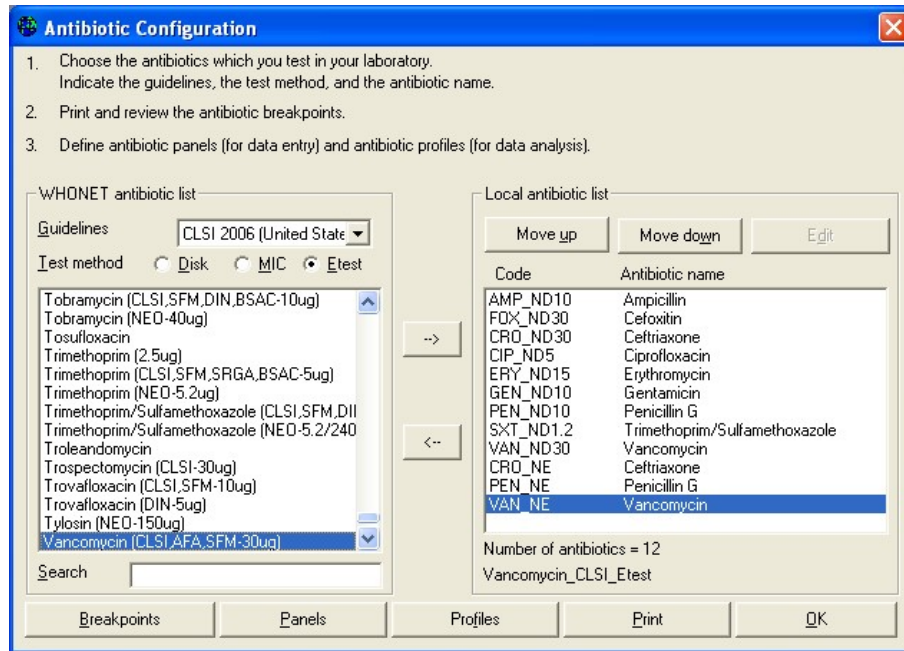 Antibiotic Configuration
1. Choose the antibiotics which you test in your laboratory.
Indicate the guidelines, the test method, and the antibiotic name.
2. Print and review the antibiotic breakpoints.
3. Define antibiotic panels (for data entry) and antibiotic profiles (for data analysis).
WHONET antibiotic list
Guidelines CLSI 2006 (United State
Test method Disk MIC Etest
Tobramycin (CLSI,SFM,DIN,BSAC-10ug)
Tobramycin (NEO-40ug)
Tosufloxacin
Trimethoprim (2.5ug)
Trimethoprim (CLSI,SFM,SRGA,BSAC-5ug)
Trimethoprim (NEO-5.2ug)
Trimethoprim/Sulfamethoxazole (CLSI,SFM,DII
Trimethoprim/Sulfamethoxazole (NEO-5.2/240
Troleandomycin
Trospectomycin (CLSI-30ug)
Trovafloxacin (CLSI,SFM-10ug)
Trovafloxacin (DIN-5ug)
Tylosin (NEO-150ug)
Vancomycin (CLSI,AFA,SFM-30ug)
Search
-->
<--
Local antibiotic list
Move up Move down Edit
Code Antibiotic name
AMP_ND10 Ampicillin
FOX_ND30 Cefoxitin
CRO_ND30 Ceftriaxone
CIP_ND5 Ciprofloxacin
ERY_ND15 Erythromycin
GEN_ND10 Gentamicin
PEN_ND10 Penicillin G
SXT_ND1.2 Trimethoprim/Sulfamethoxazole
VAN_ND30 Vancomycin
CRO_NE Ceftriaxone
PEN_NE Penicillin G
VAN_NE Vancomycin
Number of antibiotics = 12
Vancomycin_CLSI_Etest
Breakpoints Panels Profiles Print OK